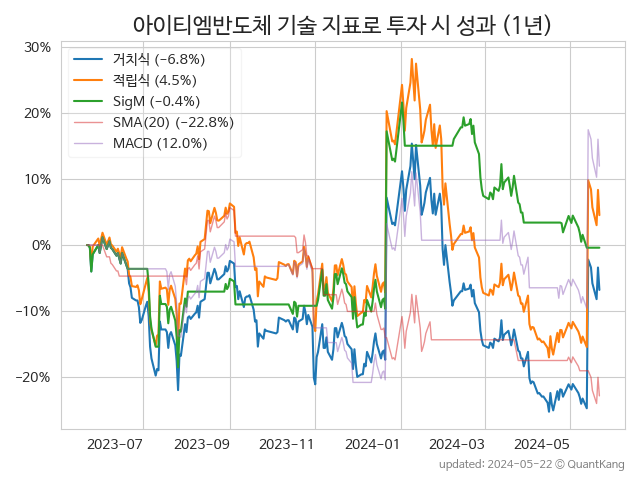 아이티엠반도체 기술 지표로 투자 시 성과 (1년)
30%
20%
10%
0%
−10%
−20%
거치식 (−6.8%)
적립식 (4.5%)
SigM (−0.4%)
SMA(20) (−22.8%)
MACD (12.0%)
2023-07
2023-09
2023-11
2024-01
2024-03
2024-05
updated: 2024-05-22 © QuantKang